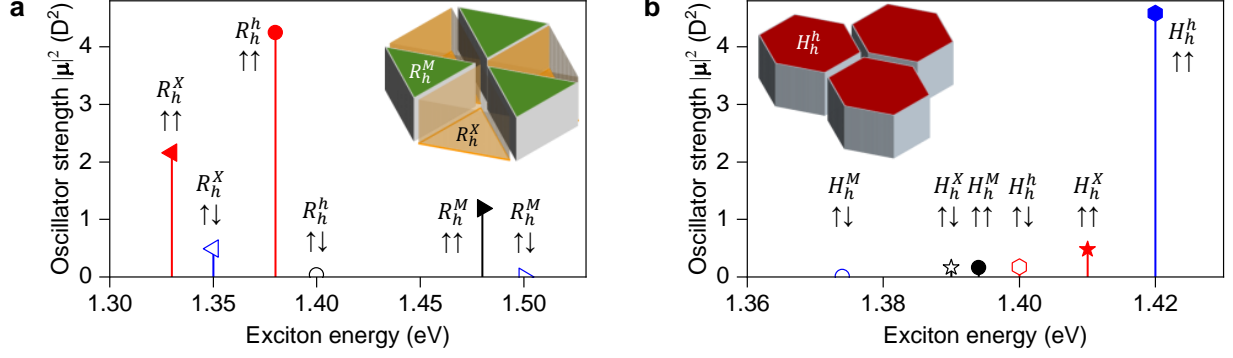 a
Oscillator strength |μ|² (D²)
4
3
2
1
0
1.30
1.35
1.40
1.45
1.50
Exciton energy (eV)
R_h^X
↑↑
R_h^X
↑↓
R_h^h
↑↑
R_h^h
↑↓
R_h^M
↑↑
R_h^M
↑↓
R_h^M
R_h^X
b
Oscillator strength |μ|² (D²)
4
3
2
1
0
1.36
1.38
1.40
1.42
Exciton energy (eV)
H_h^M
↑↓
H_h^X
↑↓
H_h^M
↑↑
H_h^h
↑↓
H_h^X
↑↑
H_h^h
↑↑
H_h^h